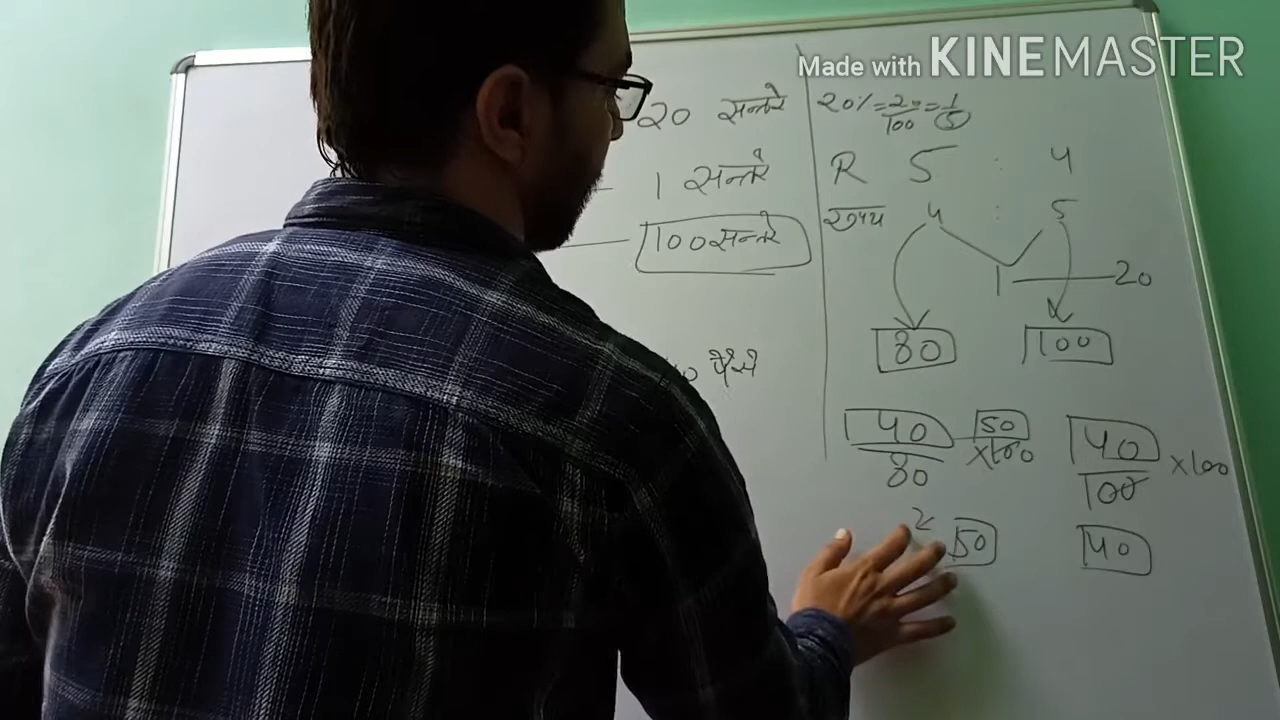 Made with KINEMASTER
20 सन्तरे
1 सन्तरे
100 सन्तरे
पैसे
20% = 20/100 = 1/5
R 5 : 4
4 : 5
1 20
80 100
40/80 ×100 50
40/100 ×100
2 50 40